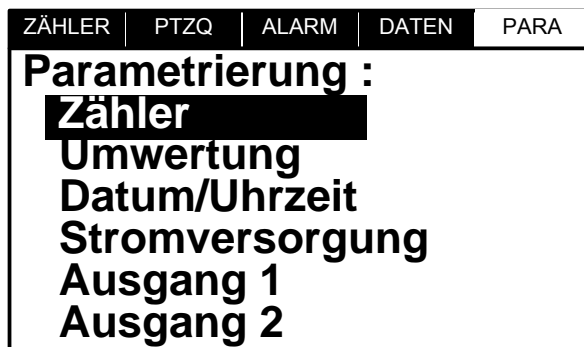 ZÄHLER PTZQ ALARM DATEN PARA
Parametrierung :
Zähler
Umwertung
Datum/Uhrzeit
Stromversorgung
Ausgang 1
Ausgang 2